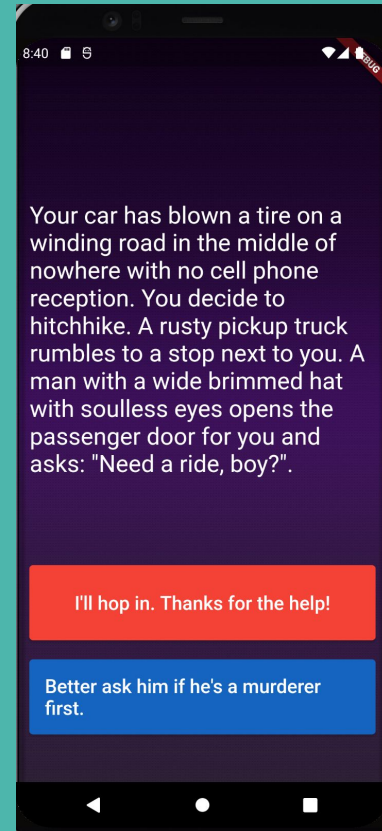 8:40
Your car has blown a tire on a
winding road in the middle of
nowhere with no cell phone
reception. You decide to
hitchhike. A rusty pickup truck
rumbles to a stop next to you. A
man with a wide brimmed hat
with soulless eyes opens the
passenger door for you and
asks: "Need a ride, boy?".
I'll hop in. Thanks for the help!
Better ask him if he's a murderer
first.